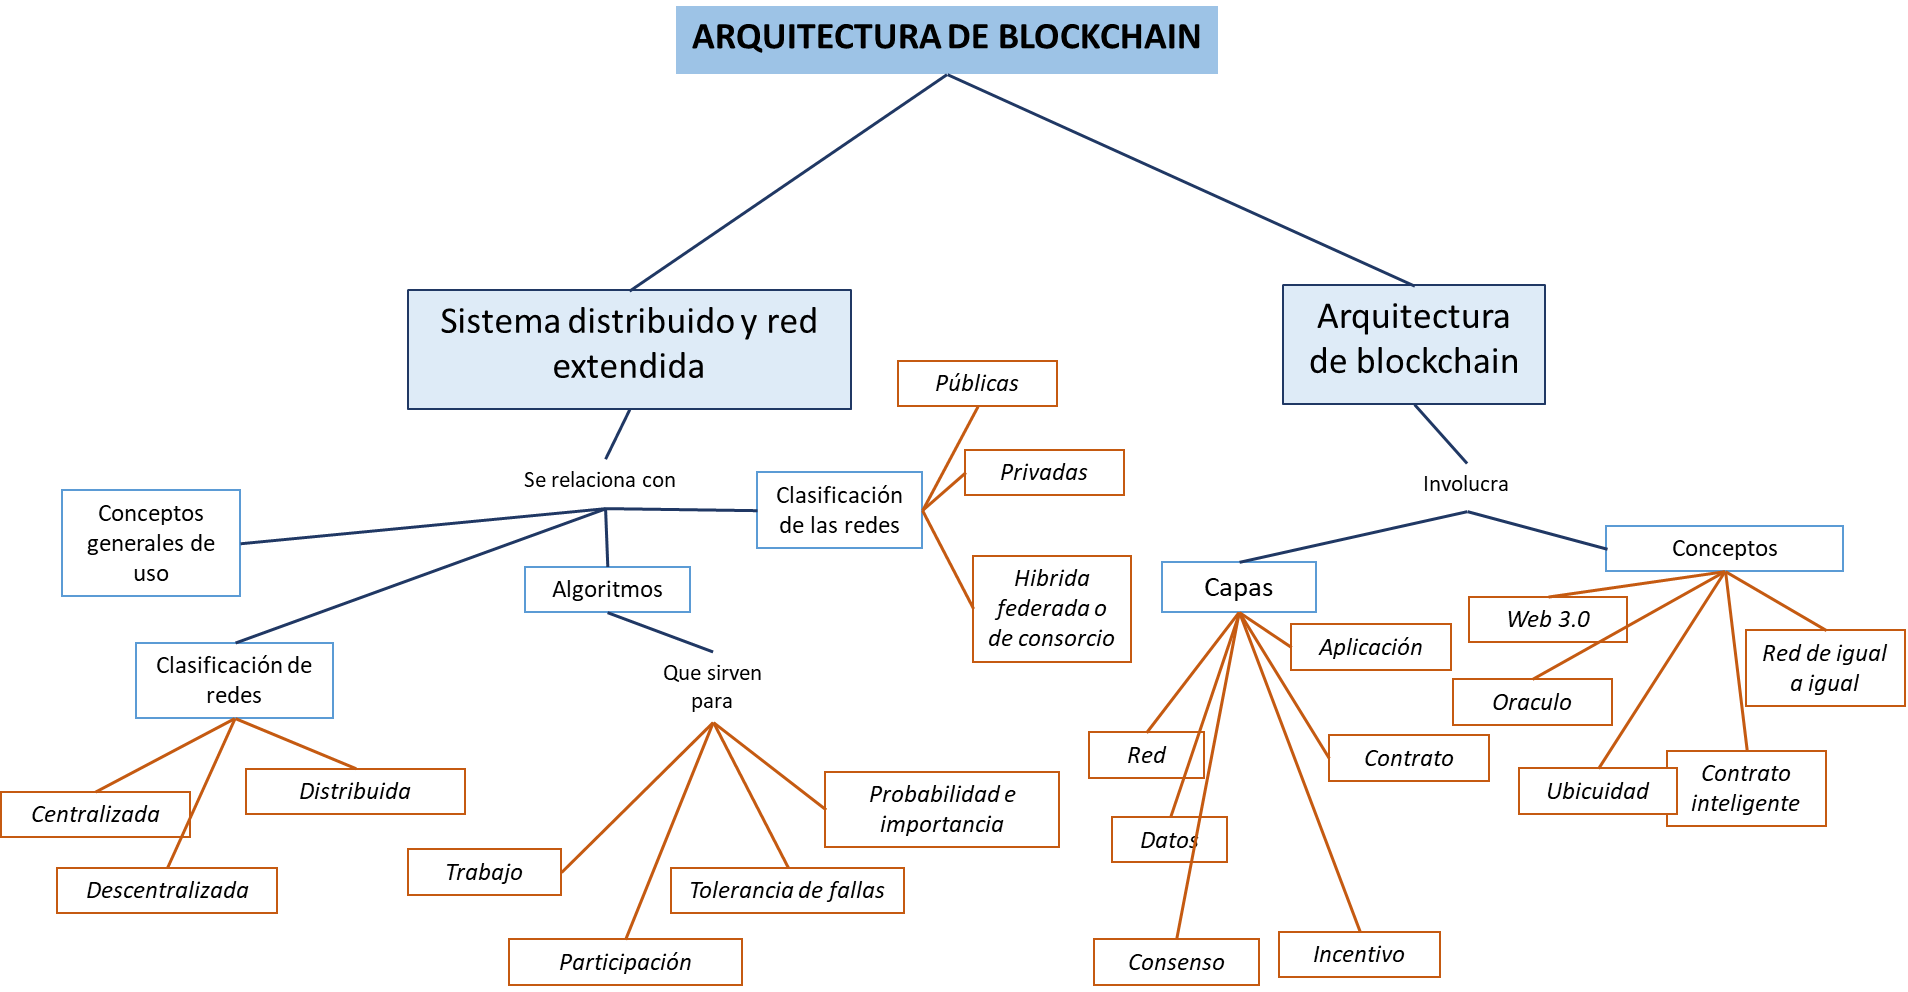 ARQUITECTURA DE BLOCKCHAIN
Sistema distribuido y red
extendida
Arquitectura
de blockchain
Públicas
Privadas
Se relaciona con
Clasificación
de las redes
Involucra
Conceptos
generales de
uso
Algoritmos
Hibrida
federada o
de consorcio
Capas
Conceptos
Web 3.0
Aplicación
Red de igual
a igual
Clasificación de
redes
Que sirven
para
Oraculo
Red
Contrato
Centralizada
Distribuida
Probabilidad e
importancia
Ubicuidad
Contrato
inteligente
Datos
Descentralizada
Trabajo
Tolerancia de fallas
Participación
Consenso
Incentivo